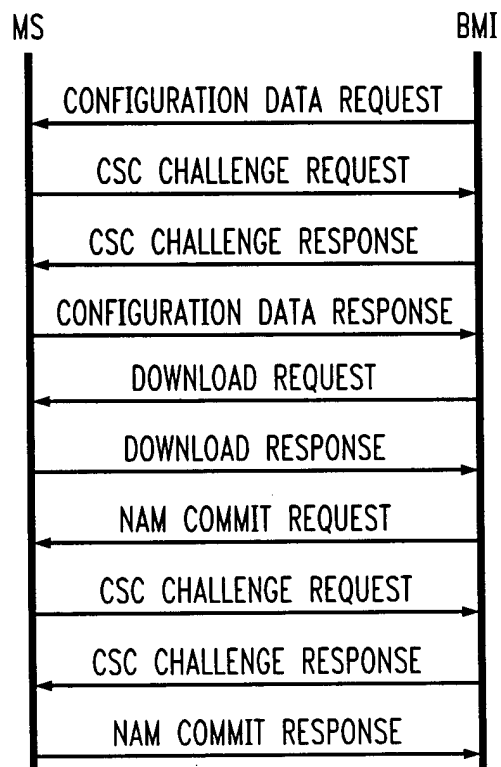 MS
BMI
CONFIGURATION DATA REQUEST
CSC CHALLENGE REQUEST
CSC CHALLENGE RESPONSE
CONFIGURATION DATA RESPONSE
DOWNLOAD REQUEST
DOWNLOAD RESPONSE
NAM COMMIT REQUEST
CSC CHALLENGE REQUEST
CSC CHALLENGE RESPONSE
NAM COMMIT RESPONSE